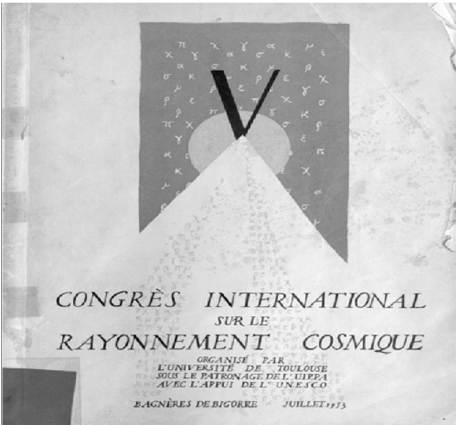 V
CONGRÈS INTERNATIONAL
SUR LE
RAYONNEMENT COSMIQUE
ORGANISÉ PAR
L'UNIVERSITÉ DE TOULOUSE
SOUS LE PATRONAGE DE L'UIPPA
AVEC L'APPUI DE L'UNESCO
BAGNÈRES DE BIGORRE JUILLET 1953